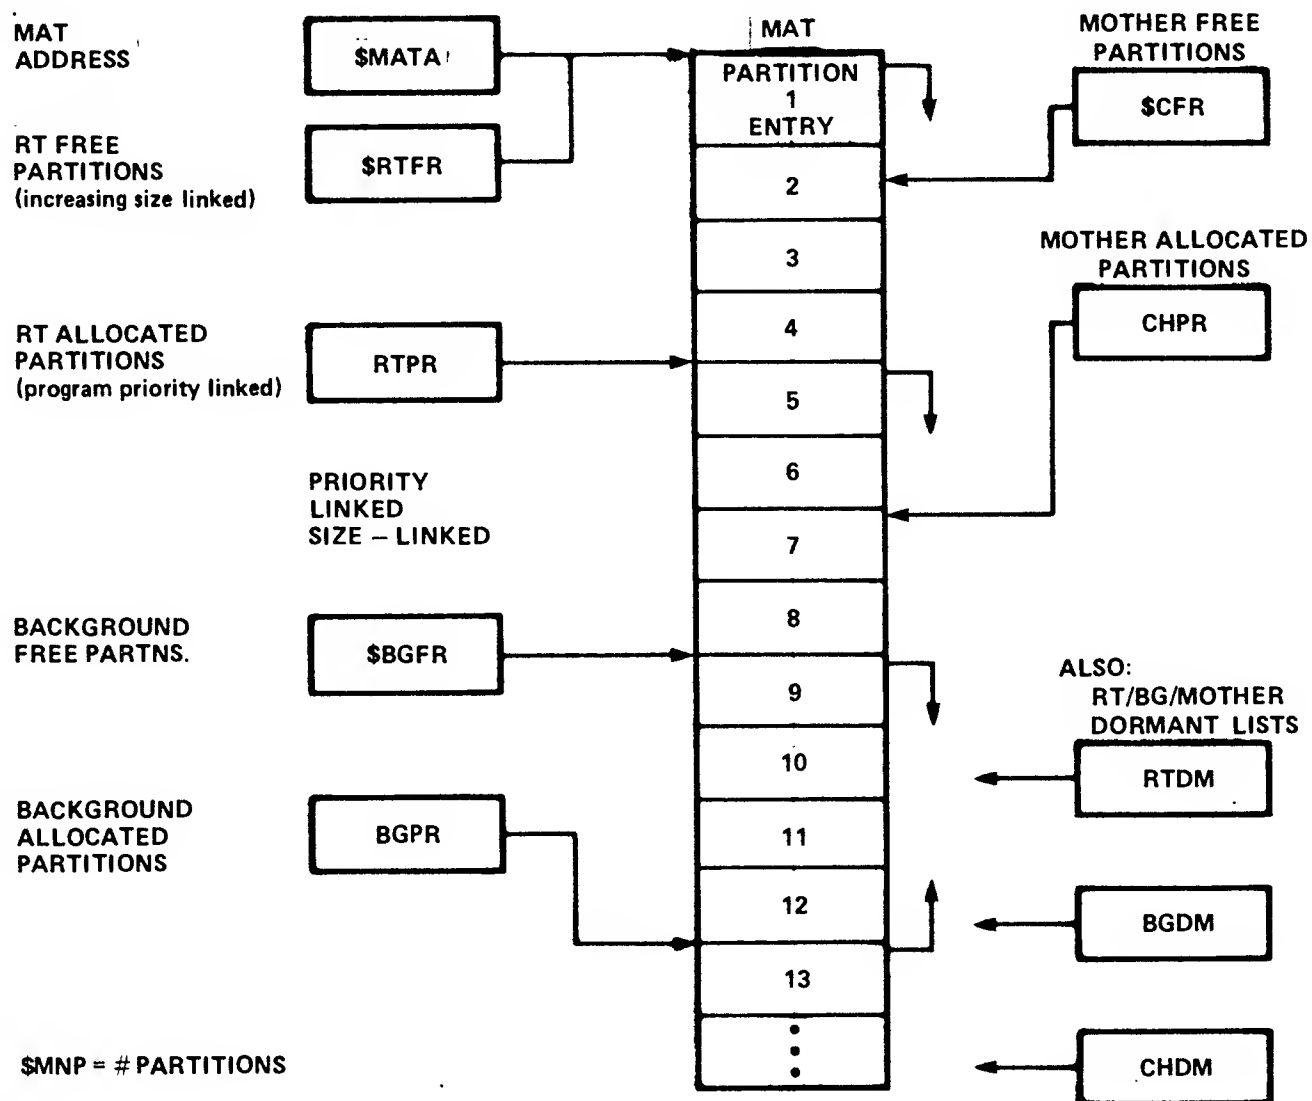 MAT
ADDRESS
$MATA
RT FREE
PARTITIONS
(increasing size linked)
$RTFR
RT ALLOCATED
PARTITIONS
(program priority linked)
RTPR
PRIORITY
LINKED
SIZE – LINKED
BACKGROUND
FREE PARTNS.
$BGFR
BACKGROUND
ALLOCATED
PARTITIONS
BGPR
$MNP = # PARTITIONS
MAT
PARTITION
1
ENTRY
2
3
4
5
6
7
8
9
10
11
12
13
MOTHER FREE
PARTITIONS
$CFR
MOTHER ALLOCATED
PARTITIONS
CHPR
ALSO:
RT/BG/MOTHER
DORMANT LISTS
RTDM
BGDM
CHDM